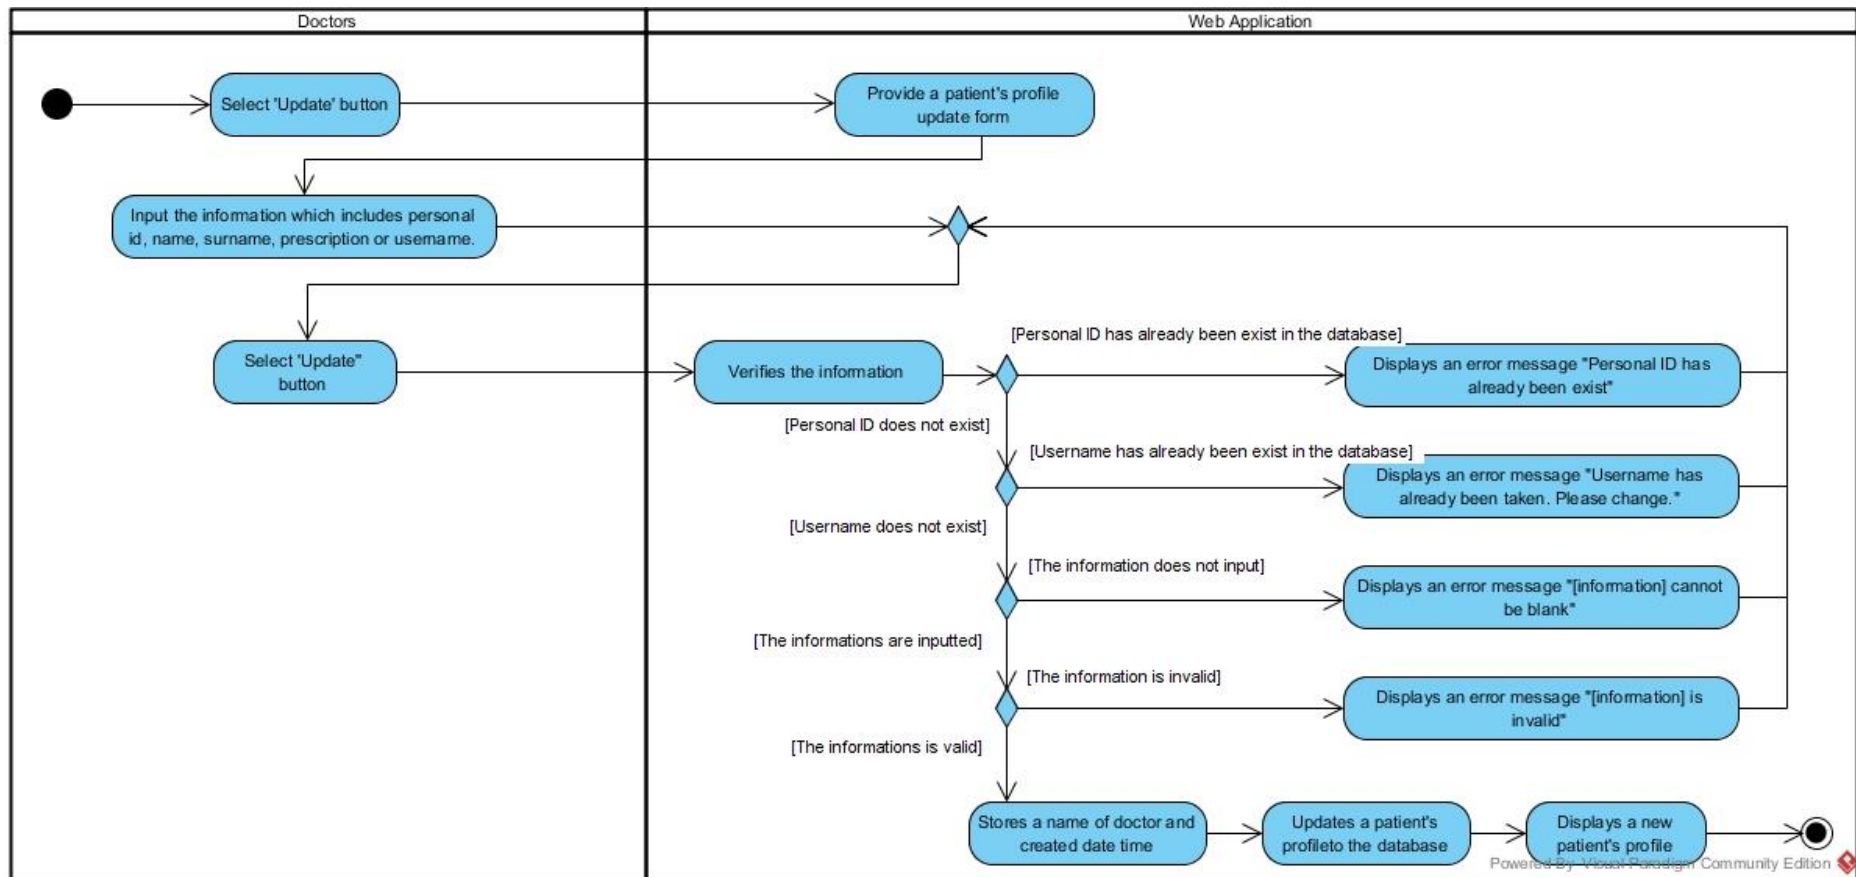 Doctors
Web Application
Select 'Update' button
Provide a patient's profile
update form
Input the information which includes personal
id, name, surname, prescription or username.
[Personal ID has already been exist in the database]
Select 'Update"
button
Verifies the information
Displays an error message "Personal ID has
already been exist"
[Personal ID does not exist]
[Username has already been exist in the database]
Displays an error message "Username has
already been taken. Please change."
[Username does not exist]
[The information does not input]
Displays an error message "[information] cannot
be blank"
[The informations are inputted]
[The information is invalid]
Displays an error message "[information] is
invalid"
[The informations is valid]
Stores a name of doctor and
created date time
Updates a patient's
profileto the database
Displays a new
patient's profile
Powered By Visual Paradigm Community Edition